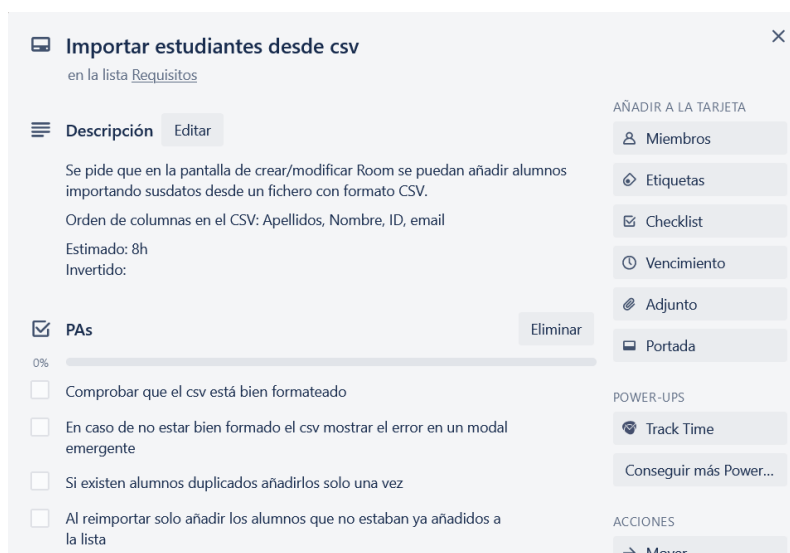 Importar estudiantes desde csv
en la lista Requisitos
Descripción
Editar
Se pide que en la pantalla de crear/modificar Room se puedan añadir alumnos
importando susdatos desde un fichero con formato CSV.
Orden de columnas en el CSV: Apellidos, Nombre, ID, email
Estimado: 8h
Invertido:
PAs
Eliminar
0%
Comprobar que el csv está bien formateado
En caso de no estar bien formado el csv mostrar el error en un modal
emergente
Si existen alumnos duplicados añadirlos solo una vez
Al reimportar solo añadir los alumnos que no estaban ya añadidos a
la lista
AÑADIR A LA TARJETA
Miembros
Etiquetas
Checklist
Vencimiento
Adjunto
Portada
POWER-UPS
Track Time
Conseguir más Power...
ACCIONES
Mover